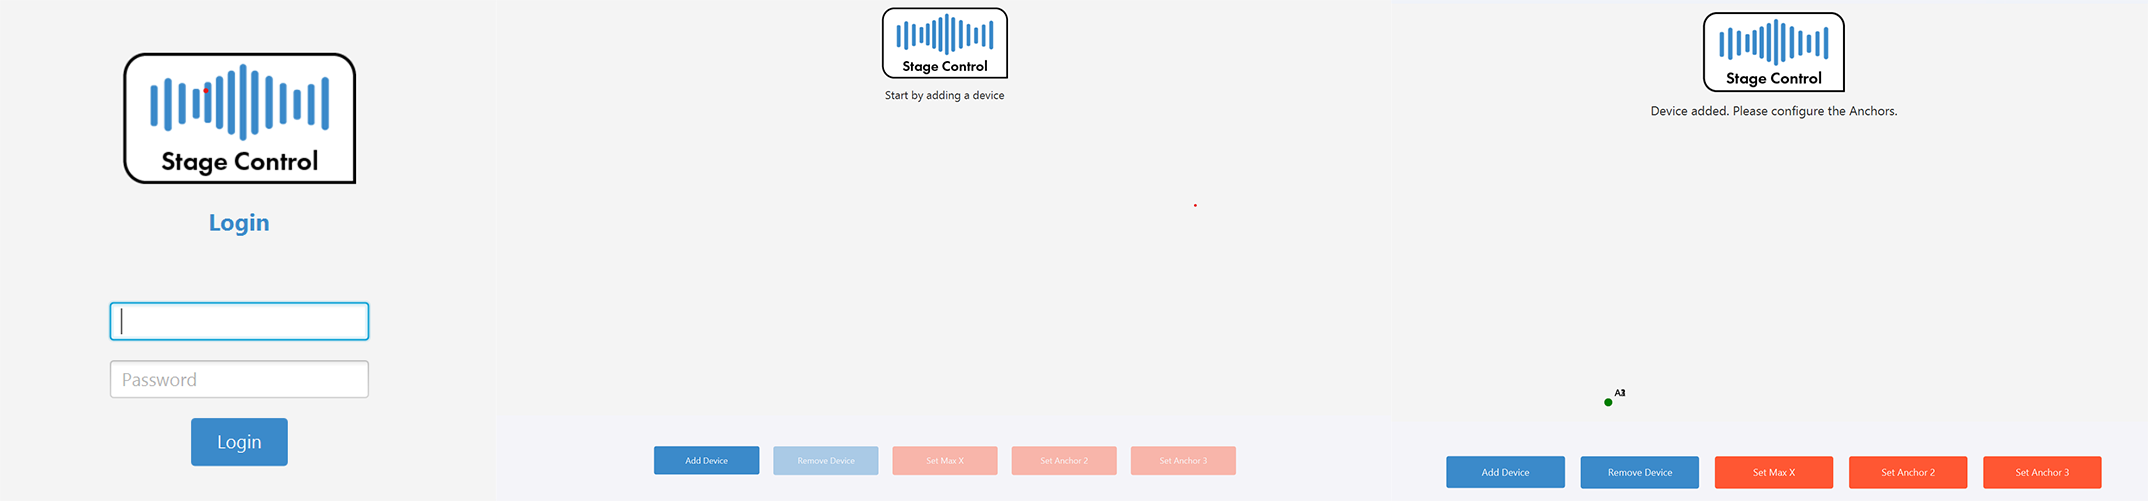 Stage Control
Login
Password
Login
Stage Control
Start by adding a device
Add Device
Remove Device
Set Max X
Set Anchor 2
Set Anchor 3
Stage Control
Device added. Please configure the Anchors.
Add Device
Remove Device
Set Max X
Set Anchor 2
Set Anchor 3